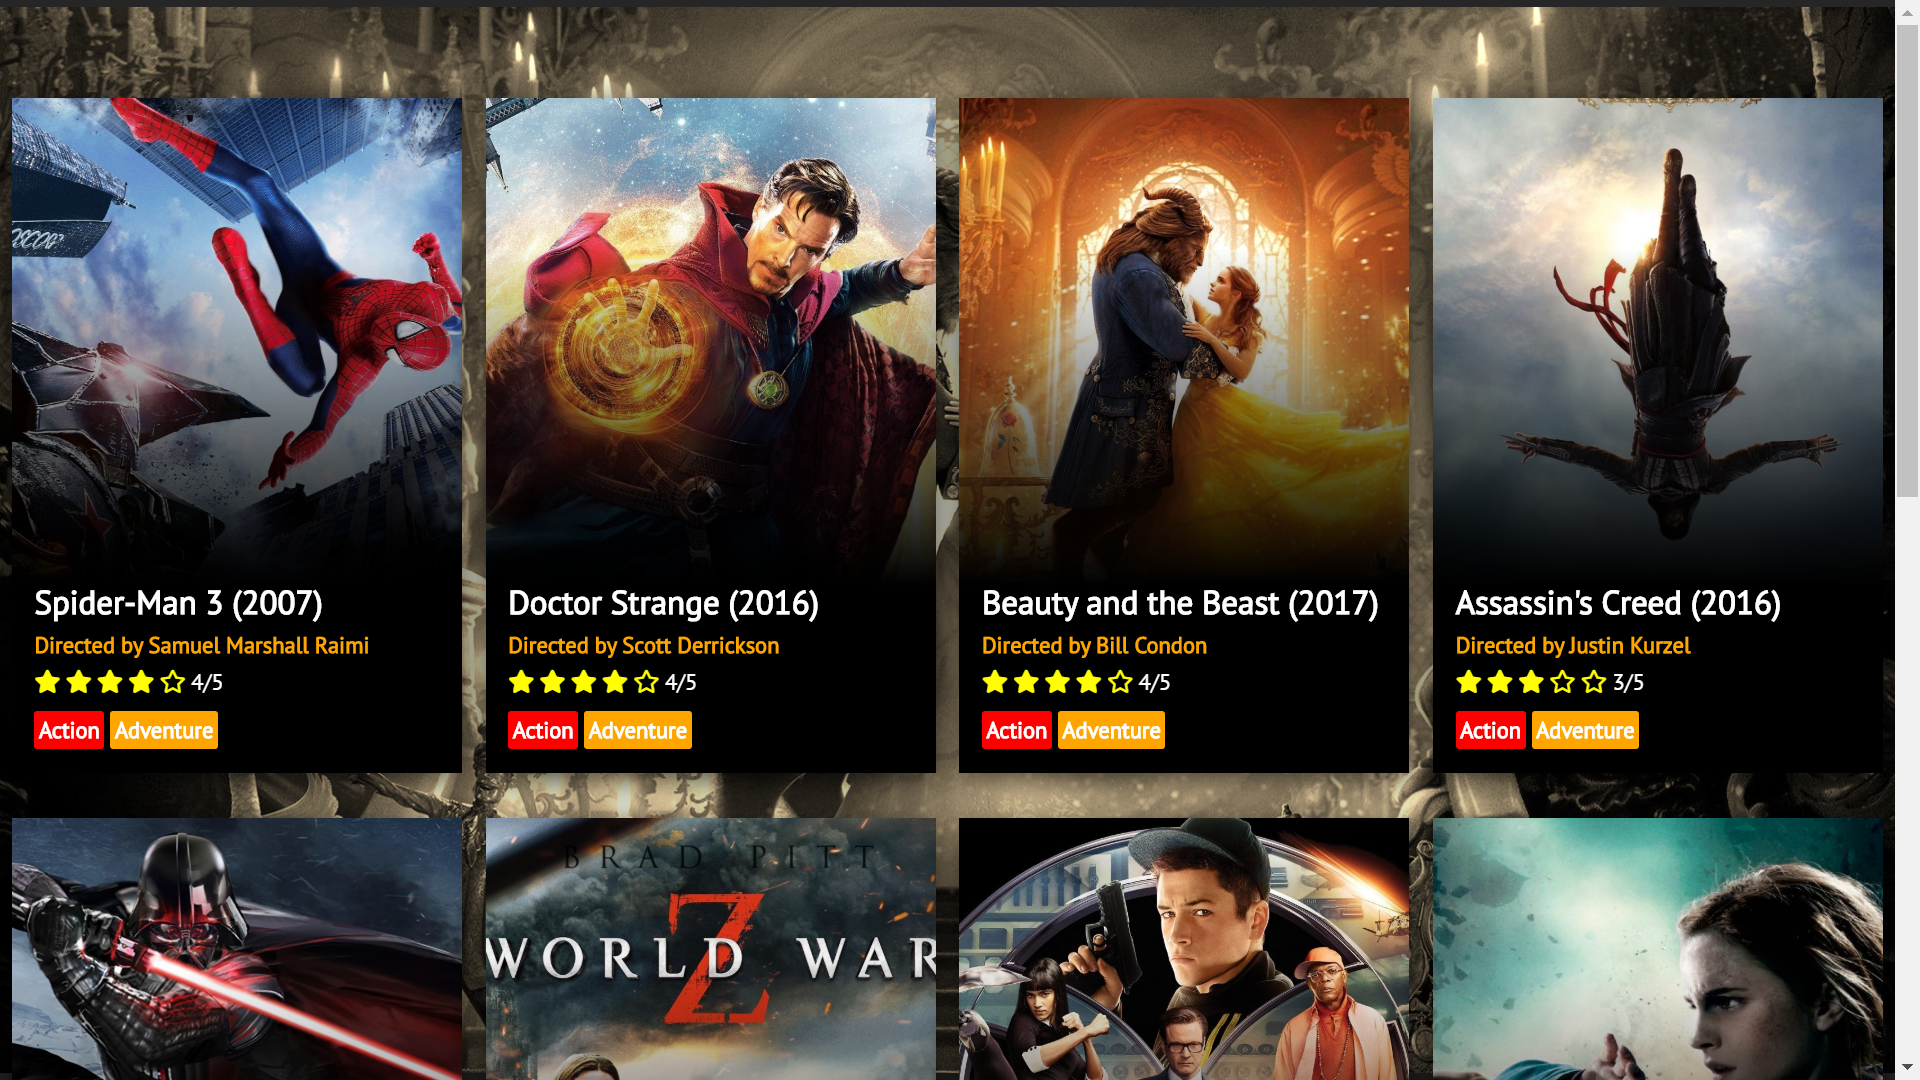 Spider-Man 3 (2007)
Directed by Samuel Marshall Raimi
4/5
Action Adventure
Doctor Strange (2016)
Directed by Scott Derrickson
4/5
Action Adventure
Beauty and the Beast (2017)
Directed by Bill Condon
4/5
Action Adventure
Assassin's Creed (2016)
Directed by Justin Kurzel
3/5
Action Adventure
BRAD PITT
WORLD WAR
Z